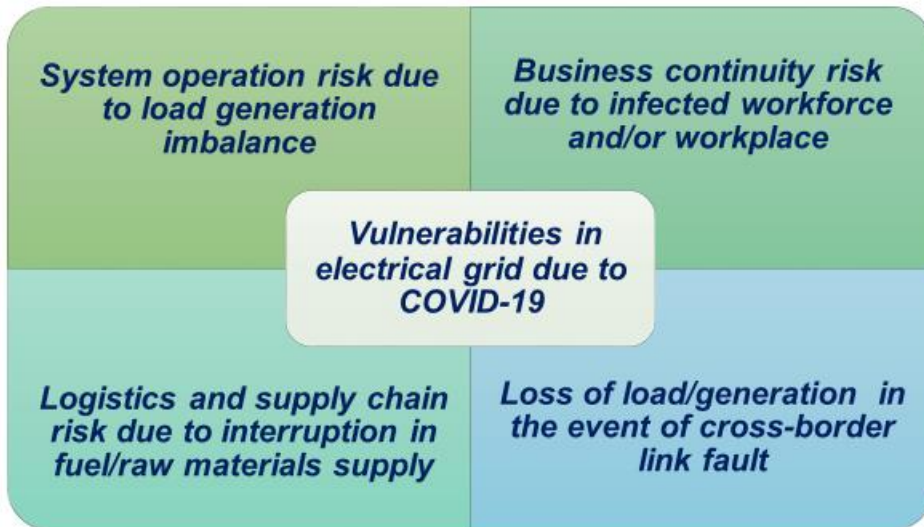 System operation risk due
to load generation
imbalance
Business continuity risk
due to infected workforce
and/or workplace
Vulnerabilities in
electrical grid due to
COVID-19
Logistics and supply chain
risk due to interruption in
fuel/raw materials supply
Loss of load/generation in
the event of cross-border
link fault